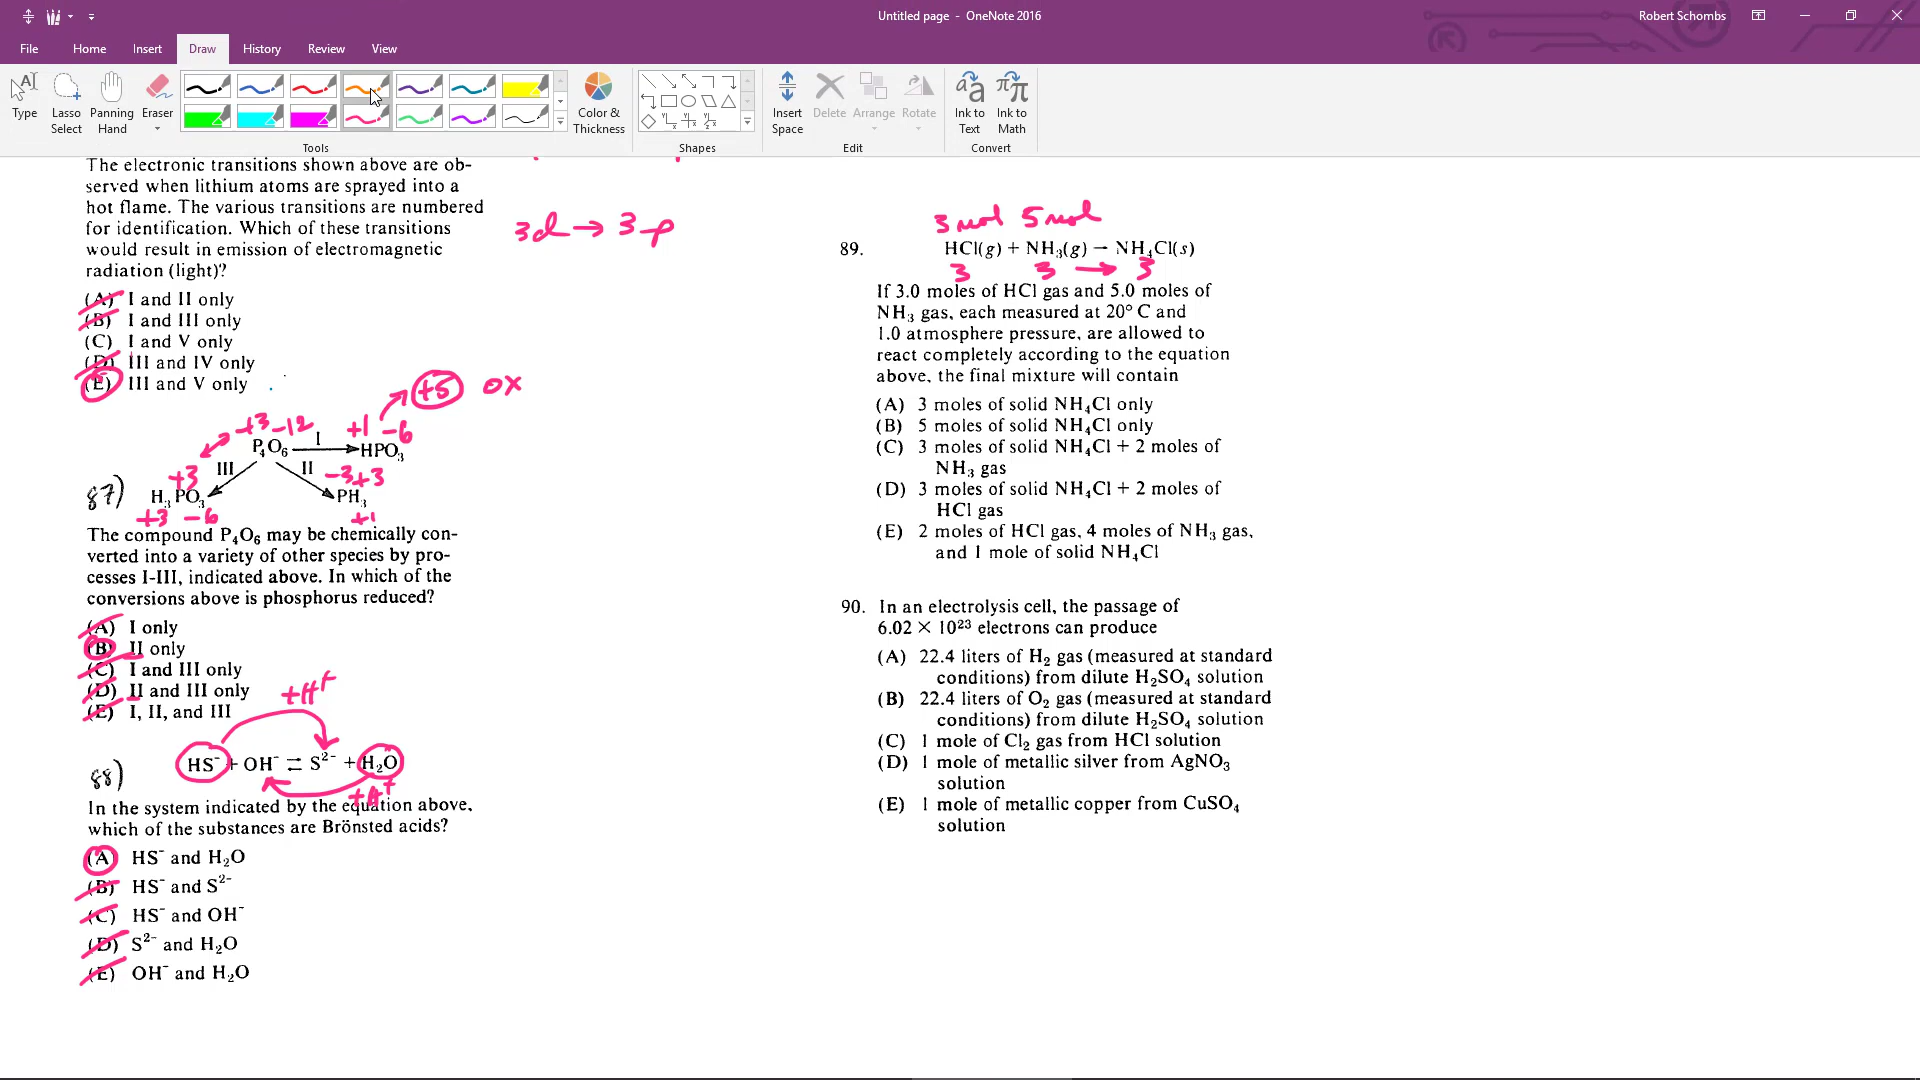 Untitled page - OneNote 2016
Robert Schombs
File Home Insert Draw History Review View
Type
Lasso Select
Panning Hand
Eraser
Color & Thickness
Insert Space
Delete
Arrange
Rotate
Ink to Text
Ink to Math
Tools
Shapes
Edit
Convert
The electronic transitions shown above are ob-
served when lithium atoms are sprayed into a
hot flame. The various transitions are numbered
for identification. Which of these transitions
would result in emission of electromagnetic
radiation (light)?
3d → 3p
(A) I and II only
(B) I and III only
(C) I and V only
(D) III and IV only
(E) III and V only
+5 ox
+3 -12 +1 -6
P₄O₆ I HPO₃
III II
+3 -3+3
87) H₃PO₃ PH₃
+3 -6 +1
The compound P₄O₆ may be chemically con-
verted into a variety of other species by pro-
cesses I-III, indicated above. In which of the
conversions above is phosphorus reduced?
(A) I only
(B) II only
(C) I and III only
(D) II and III only
(E) I, II, and III
+H⁺
88) HS⁻ + OH⁻ ⇄ S²⁻ + H₂O
+H⁺
In the system indicated by the equation above,
which of the substances are Brönsted acids?
(A) HS⁻ and H₂O
(B) HS⁻ and S²⁻
(C) HS⁻ and OH⁻
(D) S²⁻ and H₂O
(E) OH⁻ and H₂O
3 mol 5 mol
89. HCl(g) + NH₃(g) → NH₄Cl(s)
3 3 → 3
If 3.0 moles of HCl gas and 5.0 moles of
NH₃ gas, each measured at 20° C and
1.0 atmosphere pressure, are allowed to
react completely according to the equation
above, the final mixture will contain
(A) 3 moles of solid NH₄Cl only
(B) 5 moles of solid NH₄Cl only
(C) 3 moles of solid NH₄Cl + 2 moles of
NH₃ gas
(D) 3 moles of solid NH₄Cl + 2 moles of
HCl gas
(E) 2 moles of HCl gas, 4 moles of NH₃ gas,
and 1 mole of solid NH₄Cl
90. In an electrolysis cell, the passage of
6.02 × 10²³ electrons can produce
(A) 22.4 liters of H₂ gas (measured at standard
conditions) from dilute H₂SO₄ solution
(B) 22.4 liters of O₂ gas (measured at standard
conditions) from dilute H₂SO₄ solution
(C) 1 mole of Cl₂ gas from HCl solution
(D) 1 mole of metallic silver from AgNO₃
solution
(E) 1 mole of metallic copper from CuSO₄
solution